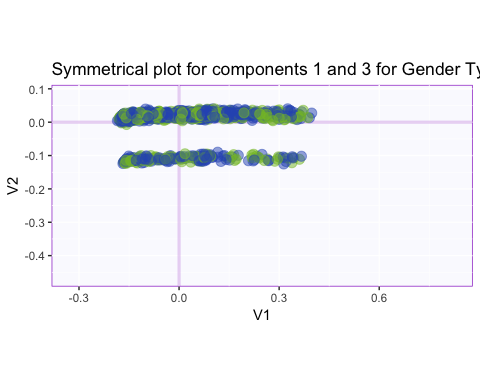 Symmetrical plot for components 1 and 3 for Gender Ty
0.1
0.0
-0.1
-0.2
-0.3
-0.4
V2
-0.3 0.0 0.3 0.6
V1